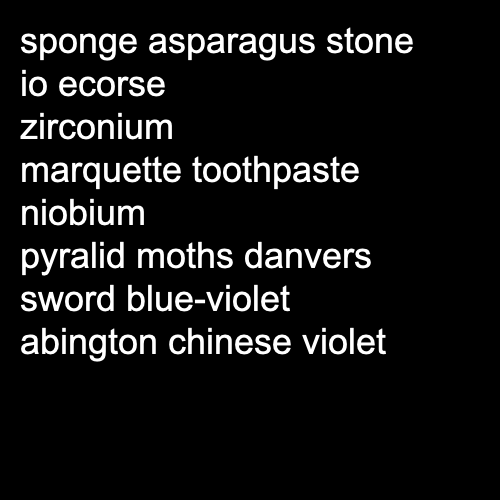 sponge asparagus stone
io ecorse
zirconium
marquette toothpaste
niobium
pyralid moths danvers
sword blue-violet
abington chinese violet